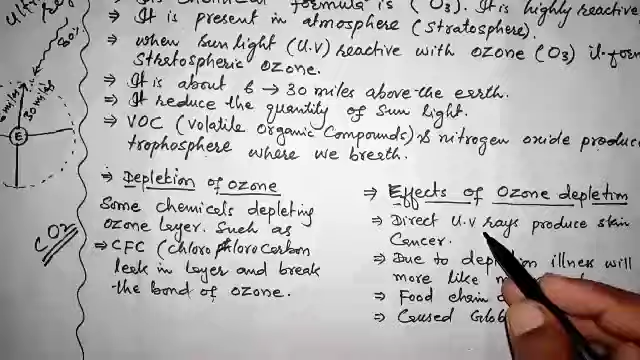 formula is (O3). It is highly reactive
⇒ It is present in atmosphere (Stratosphere).
⇒ when sun light (U.V) reactive with ozone (O3) it form
Stratospheric ozone.
⇒ It is about 6 → 30 miles above the earth.
⇒ It reduce the quantity of sun light.
⇒ VOC (volatile organic compounds) & nitrogen oxide produce
trophosphere where we breath.
80%
30 miles
E
CO2
⇒ Depletion of ozone
Some chemicals depleting
ozone layer. Such as
⇒ CFC (chloro phloro carbon
leek in layer and break
the bond of ozone.
⇒ Effects of Ozone depletion
⇒ Direct U.V rays produce skin
Cancer.
⇒ Due to depletion illness will
more like
⇒ Food chain
⇒ Caused